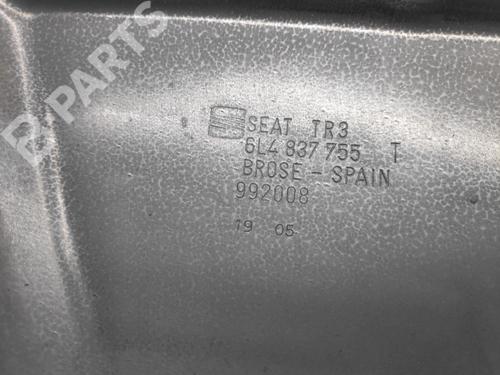 B-PARTS
SEAT TR3
6L4 837 755 T
BROSE - SPAIN
992008
19 05